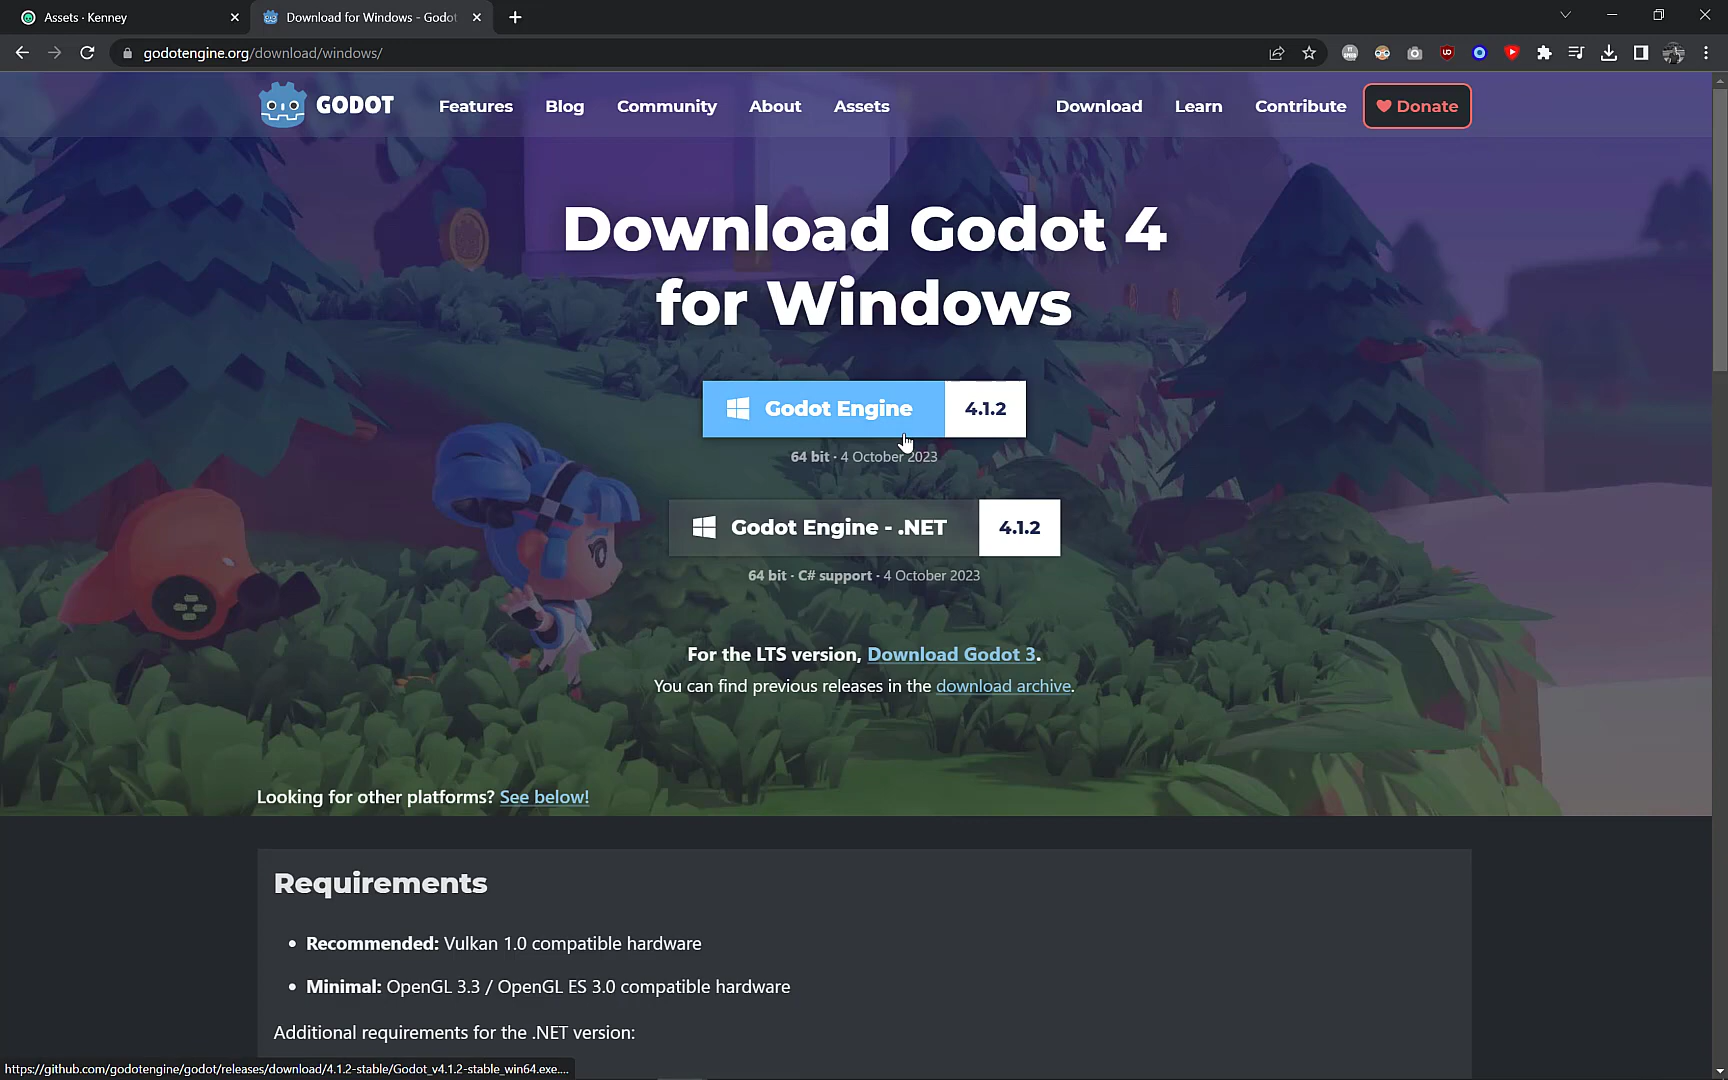 Assets · Kenney
Download for Windows - Godot
godotengine.org/download/windows/
GODOT
Features
Blog
Community
About
Assets
Download
Learn
Contribute
Donate
Download Godot 4
for Windows
Godot Engine
4.1.2
64 bit · 4 October 2023
Godot Engine - .NET
4.1.2
64 bit · C# support · 4 October 2023
For the LTS version, Download Godot 3.
You can find previous releases in the download archive.
Looking for other platforms? See below!
Requirements
• Recommended: Vulkan 1.0 compatible hardware
• Minimal: OpenGL 3.3 / OpenGL ES 3.0 compatible hardware
Additional requirements for the .NET version:
https://github.com/godotengine/godot/releases/download/4.1.2-stable/Godot_v4.1.2-stable_win64.exe....